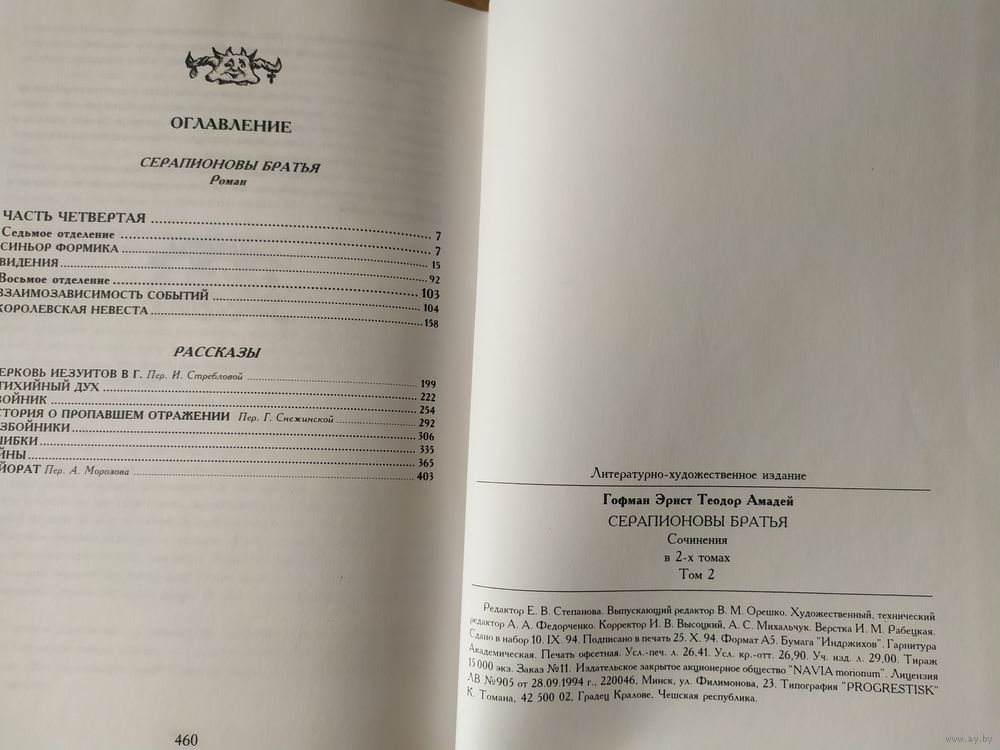 ОГЛАВЛЕНИЕ
СЕРАПИОНОВЫ БРАТЬЯ
Роман
ЧАСТЬ ЧЕТВЕРТАЯ ........ 7
Седьмое отделение ........ 7
СИНЬОР ФОРМИКА ........ 15
ВИДЕНИЯ ........ 92
Восьмое отделение ........ 103
ВЗАИМОЗАВИСИМОСТЬ СОБЫТИЙ ........ 104
КОРОЛЕВСКАЯ НЕВЕСТА ........ 158
РАССКАЗЫ
ЕРКОВЬ ИЕЗУИТОВ В Г. Пер. И. Стребловой ........ 199
ТИХИЙНЫЙ ДУХ ........ 222
ВОЙНИК ........ 254
СТОРИЯ О ПРОПАВШЕМ ОТРАЖЕНИИ Пер. Г. Снежинской ........ 292
ЗБОЙНИКИ ........ 306
ИБКИ ........ 335
ЙНЫ ........ 365
ЙОРАТ Пер. А. Морозова ........ 403
460
Литературно-художественное издание
Гофман Эрнст Теодор Амадей
СЕРАПИОНОВЫ БРАТЬЯ
Сочинения
в 2-х томах
Том 2
Редактор Е. В. Степанова. Выпускающий редактор В. М. Орешко. Художественный, технический
редактор А. А. Федорченко. Корректор И. В. Высоцкий, А. С. Михальчук. Верстка И. М. Рабецкая.
Сдано в набор 10. IX. 94. Подписано в печать 25. X. 94. Формат А5. Бумага "Индржихов". Гарнитура
Академическая. Печать офсетная. Усл.-печ. л. 26,41. Усл. кр.-отт. 26,90. Уч. изд. л. 29,00. Тираж
15 000 экз. Заказ №11. Издательское закрытое акционерное общество "NAVIA morionum". Лицензия
ЛВ №905 от 28.09.1994 г., 220046, Минск, ул. Филимонова, 23. Типография "PROGRESTISK"
К. Томана, 42 500 02, Градец Кралове, Чешская республика.
www.ay.by